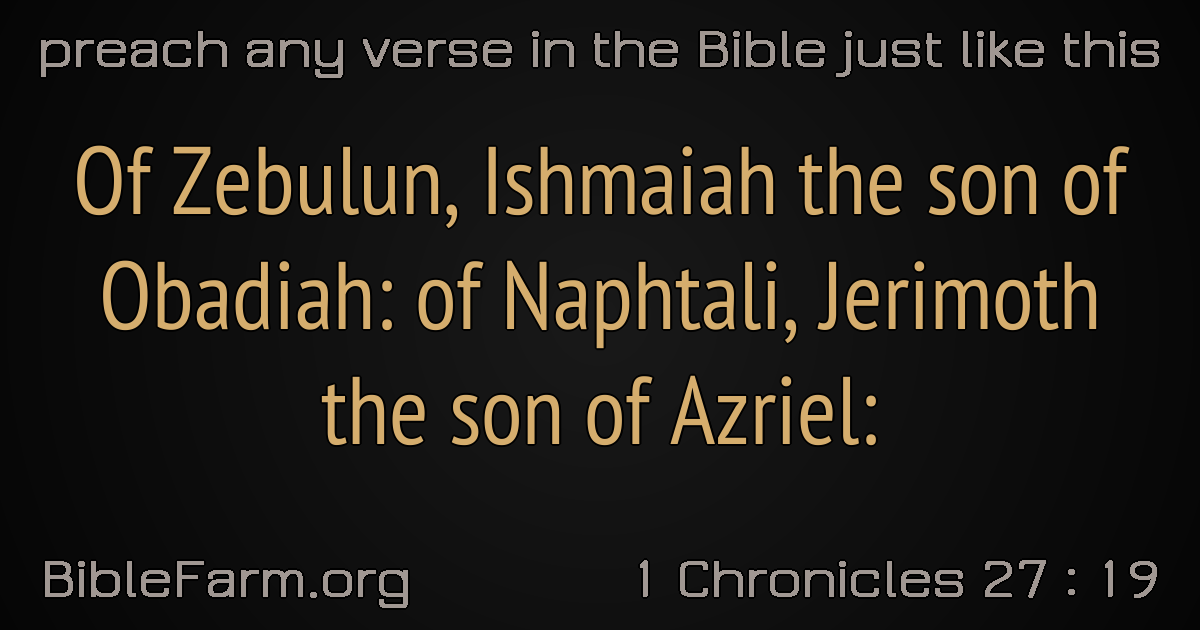 preach any verse in the Bible just like this
Of Zebulun, Ishmaiah the son of
Obadiah: of Naphtali, Jerimoth
the son of Azriel:
BibleFarm.org
1 Chronicles 27 : 19